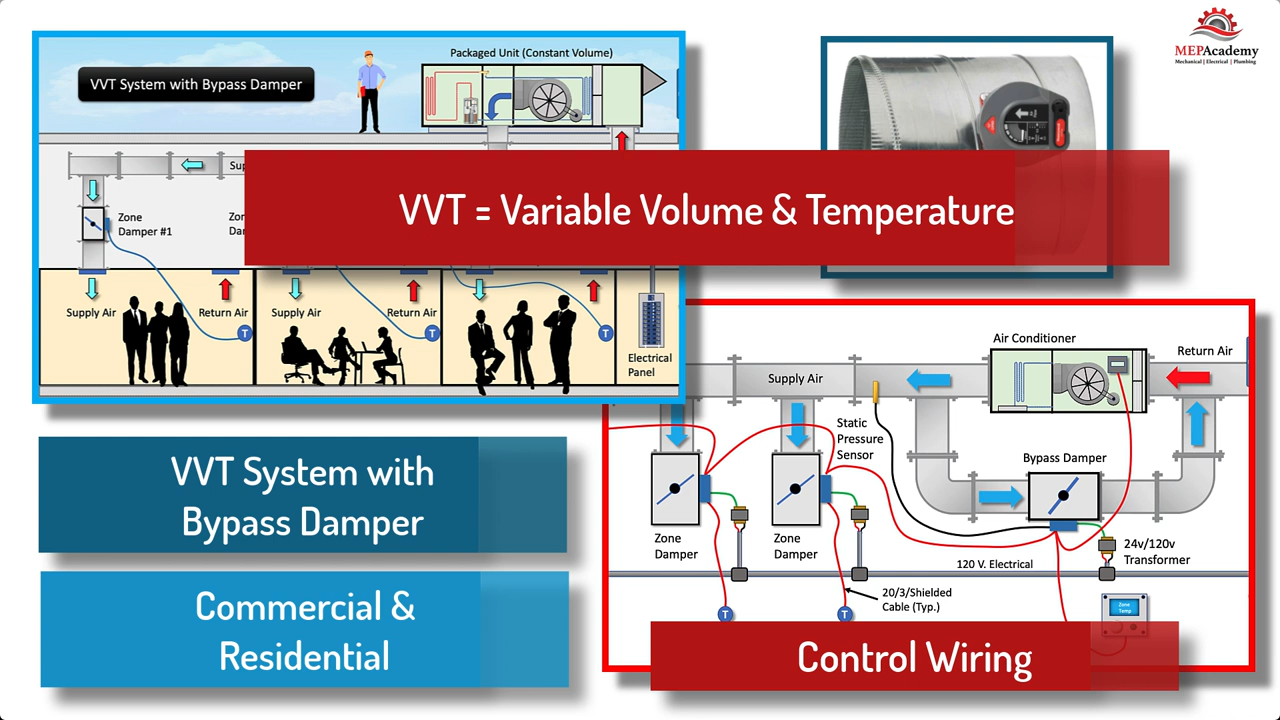 MEPAcademy
Mechanical | Electrical | Plumbing
Packaged Unit (Constant Volume)
VVT System with Bypass Damper
VVT = Variable Volume & Temperature
Zone
Damper #1
Supply Air
Return Air
Supply Air
Return Air
T
T
T
Electrical
Panel
Air Conditioner
Return Air
Supply Air
Static
Pressure
Sensor
Bypass Damper
Zone
Damper
Zone
Damper
24v/120v
Transformer
120 V. Electrical
20/3/Shielded
Cable (Typ.)
Zone
Temp
T
T
VVT System with
Bypass Damper
Commercial &
Residential
Control Wiring